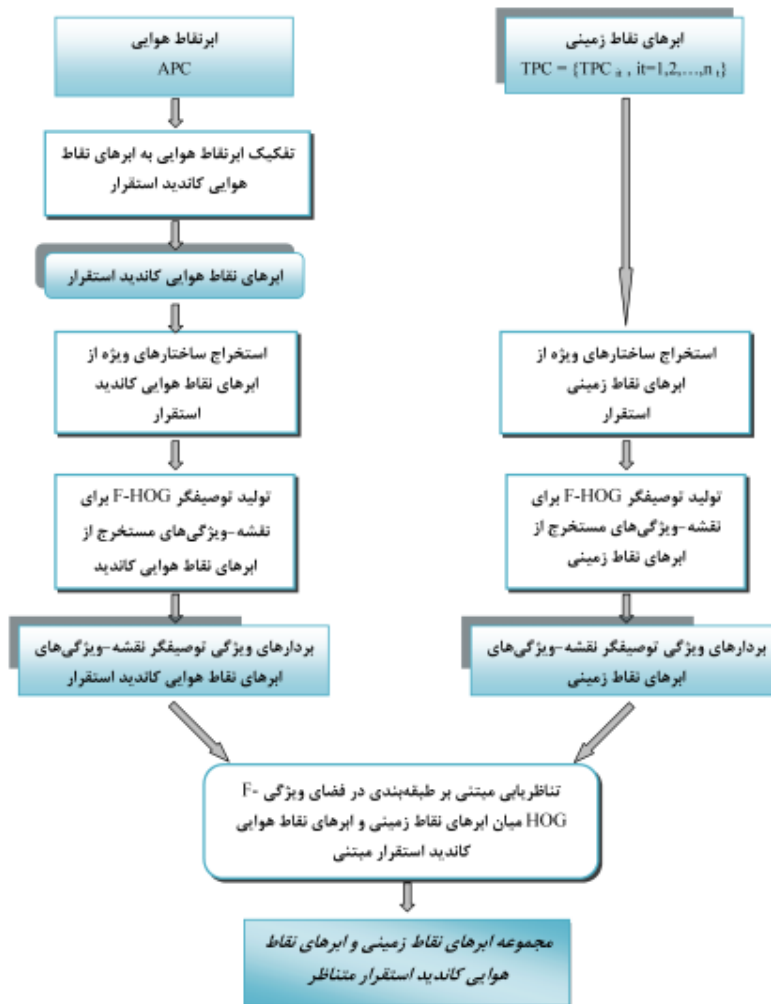 ابرنقاط هوایی
APC
تفکیک ابرنقاط هوایی به ابرهای نقاط
هوایی کاندید استقرار
ابرهای نقاط هوایی کاندید استقرار
استخراج ساختارهای ویژه از
ابرهای نقاط هوایی کاندید
استقرار
تولید توصیفگر F-HOG برای
نقشه-ویژگی‌های مستخرج از
ابرهای نقاط هوایی کاندید
بردارهای ویژگی توصیفگر نقشه-ویژگی‌های
ابرهای نقاط هوایی کاندید استقرار
ابرهای نقاط زمینی
TPC = {TPC it , it=1,2,…,n t}
استخراج ساختارهای ویژه از
ابرهای نقاط زمینی
استقرار
تولید توصیفگر F-HOG برای
نقشه-ویژگی‌های مستخرج از
ابرهای نقاط زمینی
بردارهای ویژگی توصیفگر نقشه-ویژگی‌های
ابرهای نقاط زمینی
تناظریابی مبتنی بر طبقه‌بندی در فضای ویژگی F-
HOG میان ابرهای نقاط زمینی و ابرهای نقاط هوایی
کاندید استقرار مبتنی
مجموعه ابرهای نقاط زمینی و ابرهای نقاط
هوایی کاندید استقرار متناظر